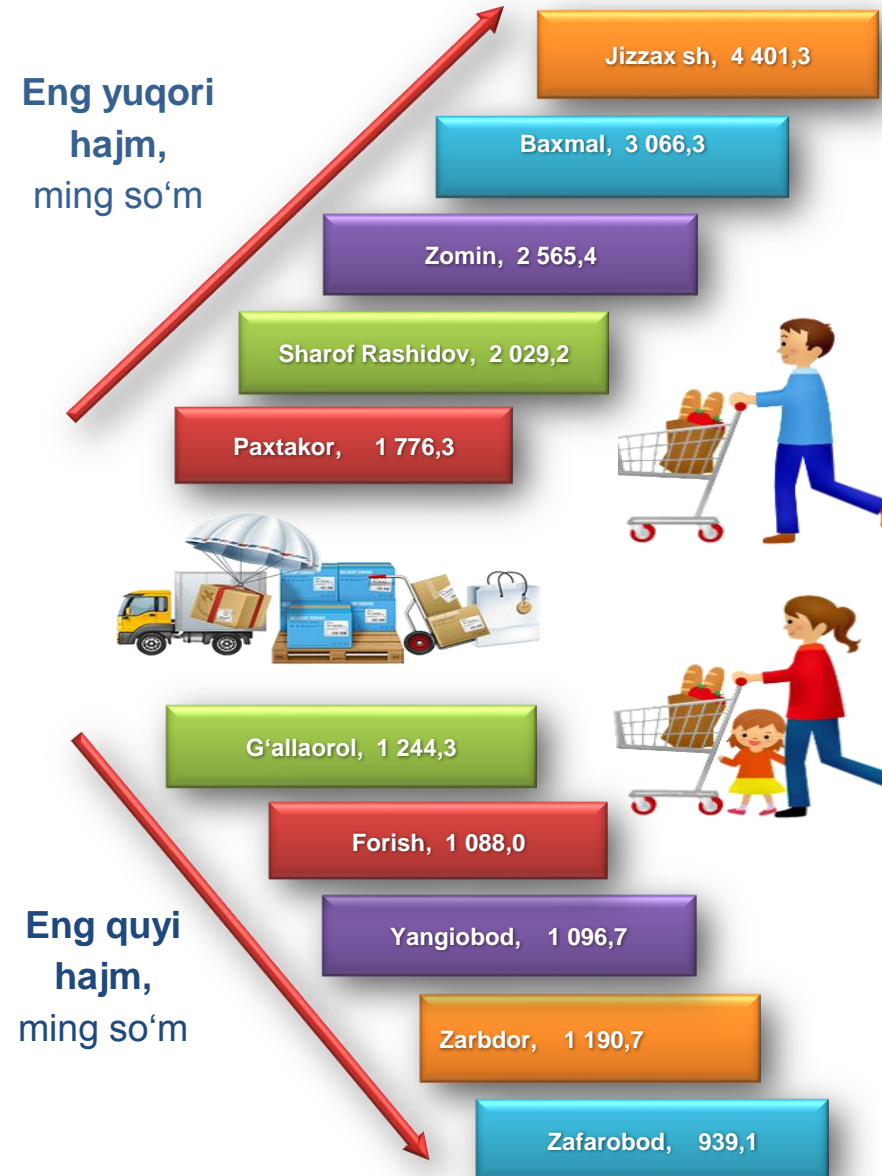 Eng yuqori
hajm,
ming so‘m
Jizzax sh, 4 401,3
Baxmal, 3 066,3
Zomin, 2 565,4
Sharof Rashidov, 2 029,2
Paxtakor, 1 776,3
G‘allaorol, 1 244,3
Forish, 1 088,0
Yangiobod, 1 096,7
Zarbdor, 1 190,7
Zafarobod, 939,1
Eng quyi
hajm,
ming so‘m